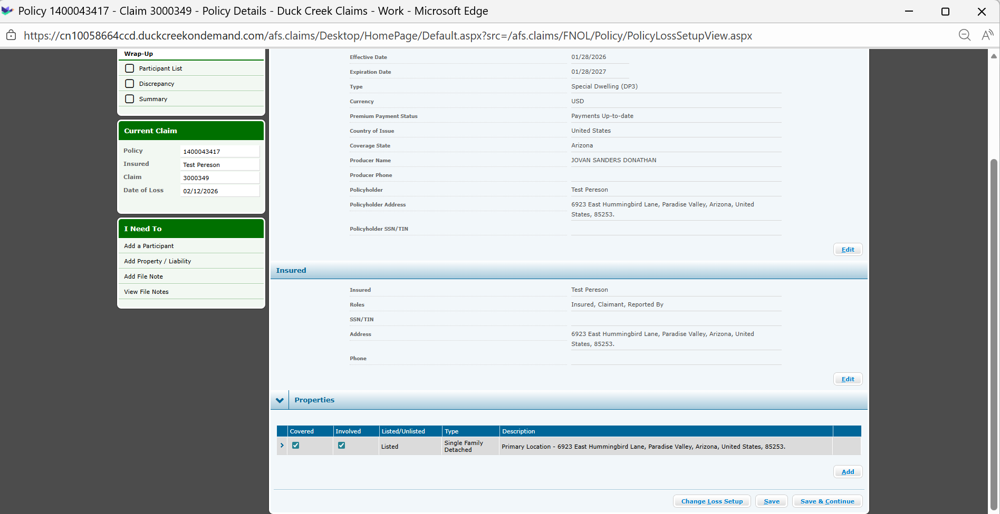 Policy 1400043417 - Claim 3000349 - Policy Details - Duck Creek Claims - Work - Microsoft Edge
https://cn10058664ccd.duckcreekondemand.com/afs.claims/Desktop/HomePage/Default.aspx?src=/afs.claims/FNOL/Policy/PolicyLossSetupView.aspx
Wrap-Up
Participant List
Discrepancy
Summary
Current Claim
Policy 1400043417
Insured Test Pereson
Claim 3000349
Date of Loss 02/12/2026
I Need To
Add a Participant
Add Property / Liability
Add File Note
View File Notes
Effective Date 01/28/2026
Expiration Date 01/28/2027
Type Special Dwelling (DP3)
Currency USD
Premium Payment Status Payments Up-to-date
Country of Issue United States
Coverage State Arizona
Producer Name JOVAN SANDERS DONATHAN
Producer Phone
Policyholder Test Pereson
Policyholder Address 6923 East Hummingbird Lane, Paradise Valley, Arizona, United
States, 85253.
Policyholder SSN/TIN
Edit
Insured
Insured Test Pereson
Roles Insured, Claimant, Reported By
SSN/TIN
Address 6923 East Hummingbird Lane, Paradise Valley, Arizona, United
States, 85253.
Phone
Edit
Properties
Covered Involved Listed/Unlisted Type Description
Listed Single Family Detached Primary Location - 6923 East Hummingbird Lane, Paradise Valley, Arizona, United States, 85253.
Add
Change Loss Setup Save Save & Continue